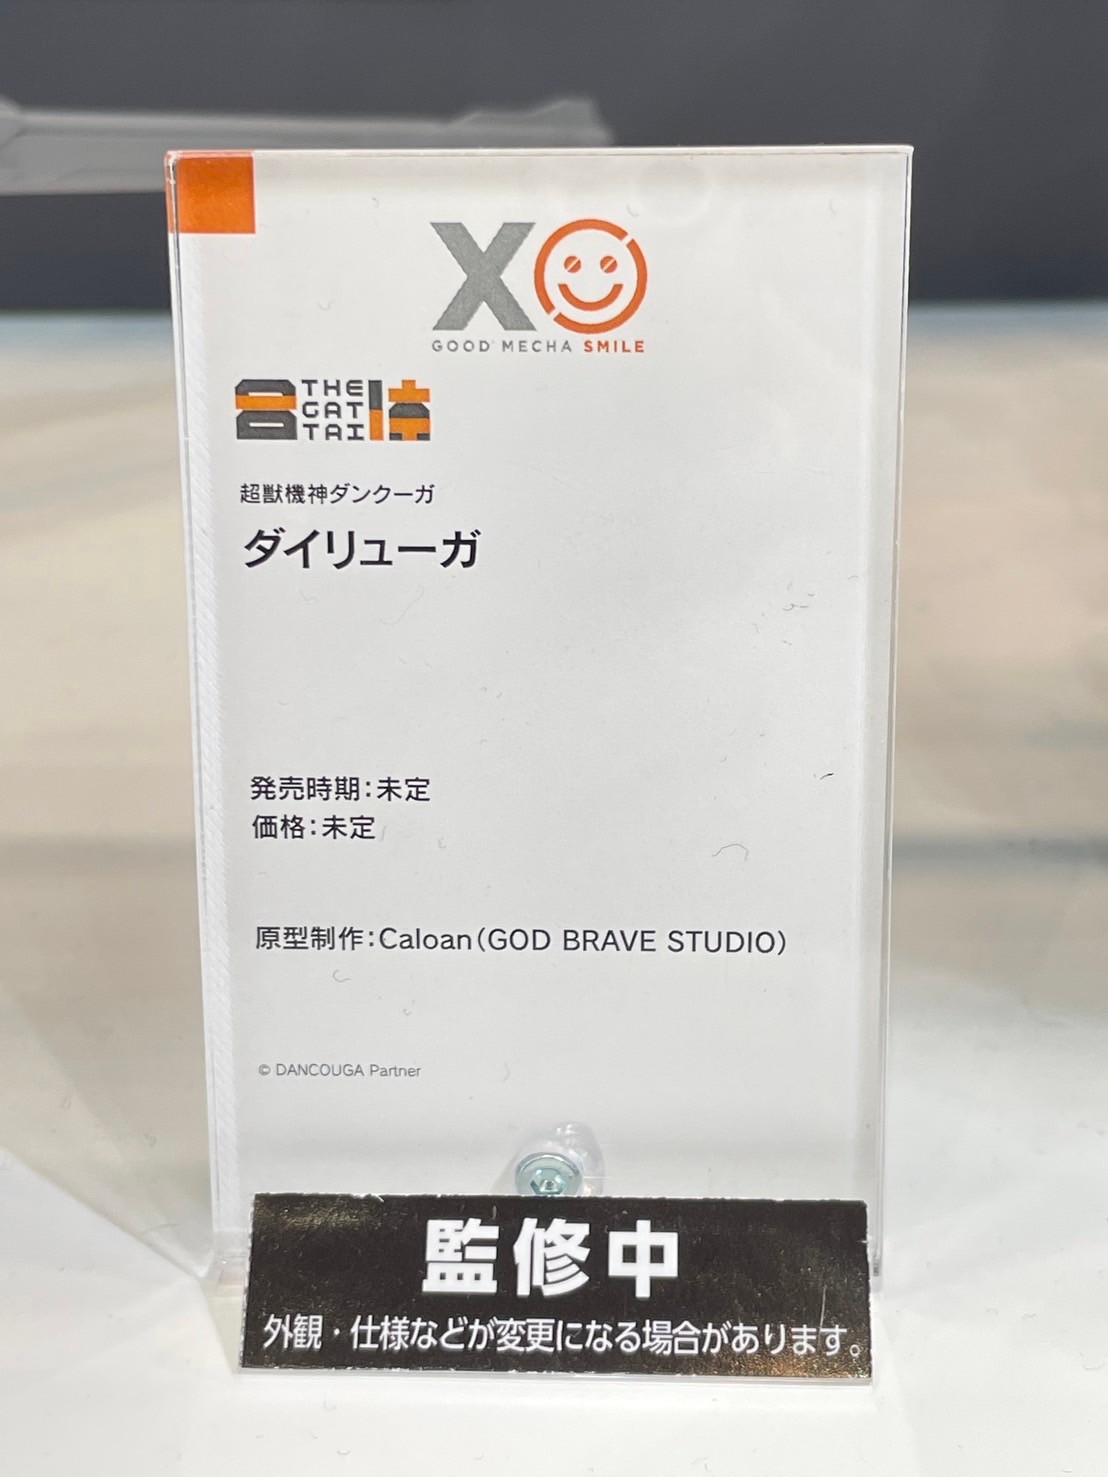 XO
GOOD MECHA SMILE
合 THE GAT TAI 体
超獣機神ダンクーガ
ダイリューガ
発売時期：未定
価格：未定
原型制作：Caloan（GOD BRAVE STUDIO）
© DANCOUGA Partner
監修中
外観・仕様などが変更になる場合があります。